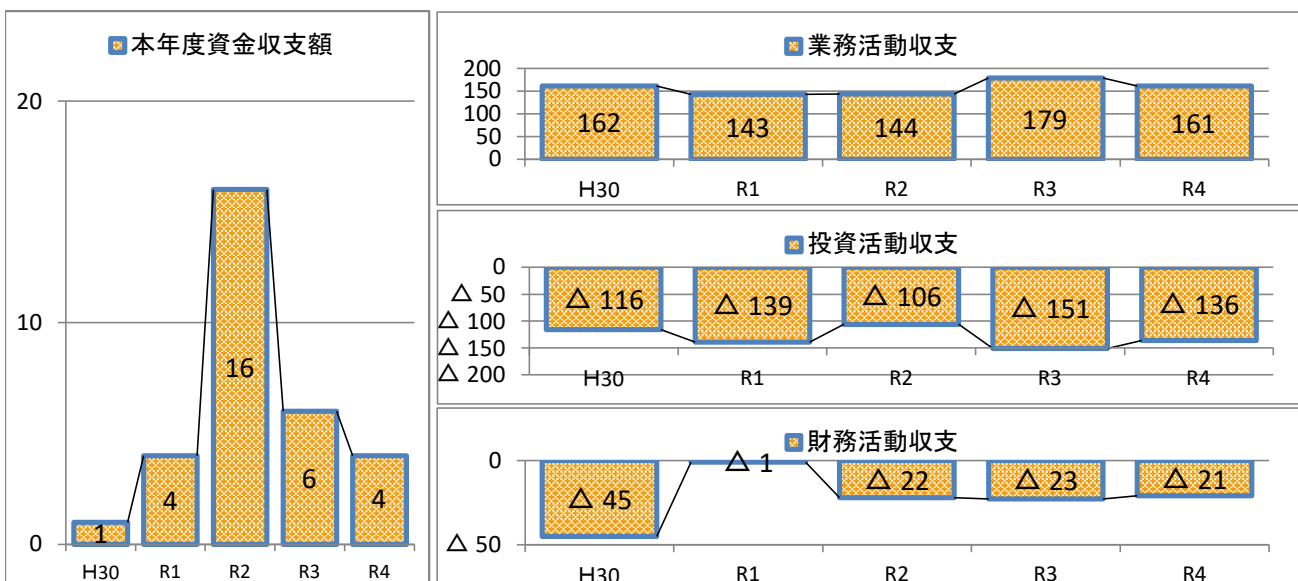 本年度資金収支額
20
10
0
1
4
16
6
4
H30 R1 R2 R3 R4
業務活動収支
200
150
100
50
0
162 143 144 179 161
H30 R1 R2 R3 R4
投資活動収支
0
△ 50
△ 100
△ 150
△ 200
△ 116 △ 139 △ 106 △ 151 △ 136
H30 R1 R2 R3 R4
財務活動収支
0
△ 50
△ 45 △ 1 △ 22 △ 23 △ 21
H30 R1 R2 R3 R4